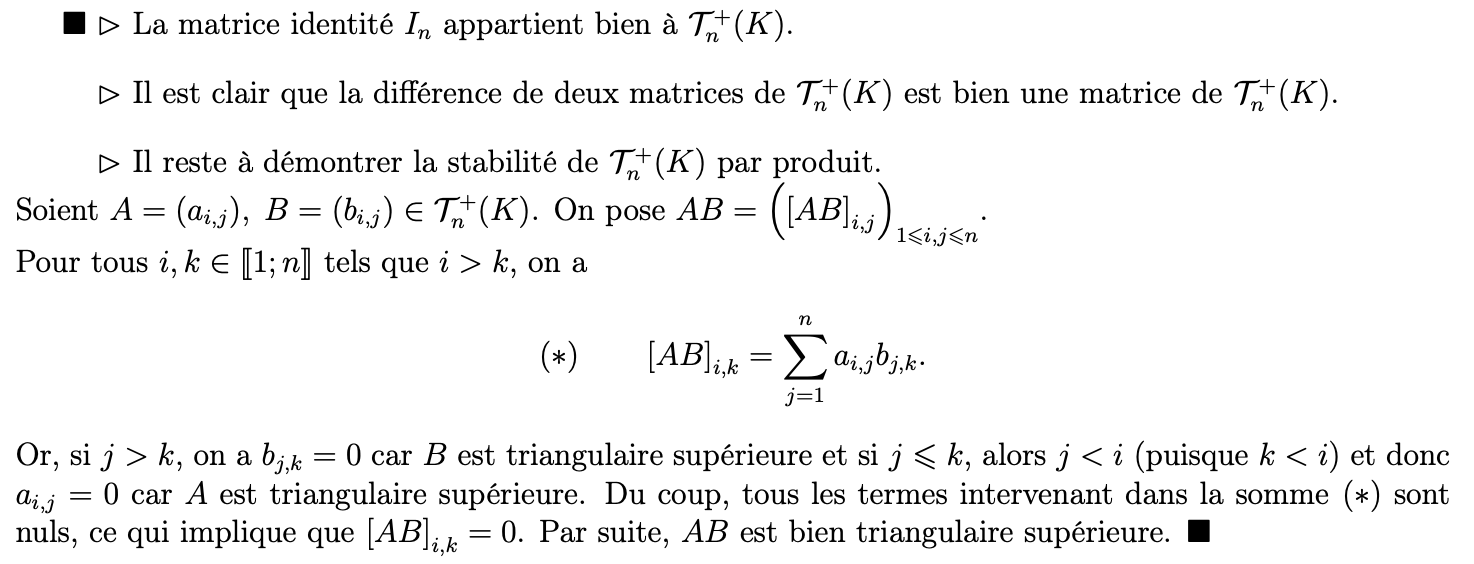 ■ ▷ La matrice identité $I_n$ appartient bien à $\mathcal{T}_n^+(K)$.
▷ Il est clair que la différence de deux matrices de $\mathcal{T}_n^+(K)$ est bien une matrice de $\mathcal{T}_n^+(K)$.
▷ Il reste à démontrer la stabilité de $\mathcal{T}_n^+(K)$ par produit.
Soient $A = (a_{i,j}),\ B = (b_{i,j}) \in \mathcal{T}_n^+(K)$. On pose $AB = \left([AB]_{i,j}\right)_{1 \leqslant i,j \leqslant n}$.
Pour tous $i, k \in [\![1; n]\!]$ tels que $i > k$, on a
$(*) \qquad [AB]_{i,k} = \sum_{j=1}^{n} a_{i,j} b_{j,k}.$
Or, si $j > k$, on a $b_{j,k} = 0$ car $B$ est triangulaire supérieure et si $j \leqslant k$, alors $j < i$ (puisque $k < i$) et donc
$a_{i,j} = 0$ car $A$ est triangulaire supérieure. Du coup, tous les termes intervenant dans la somme $(*)$ sont
nuls, ce qui implique que $[AB]_{i,k} = 0$. Par suite, $AB$ est bien triangulaire supérieure. ■